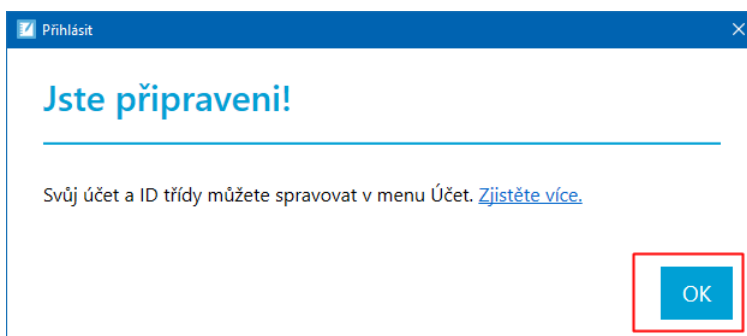 Přihlásit
Jste připraveni!
Svůj účet a ID třídy můžete spravovat v menu Účet. Zjistěte více.
OK